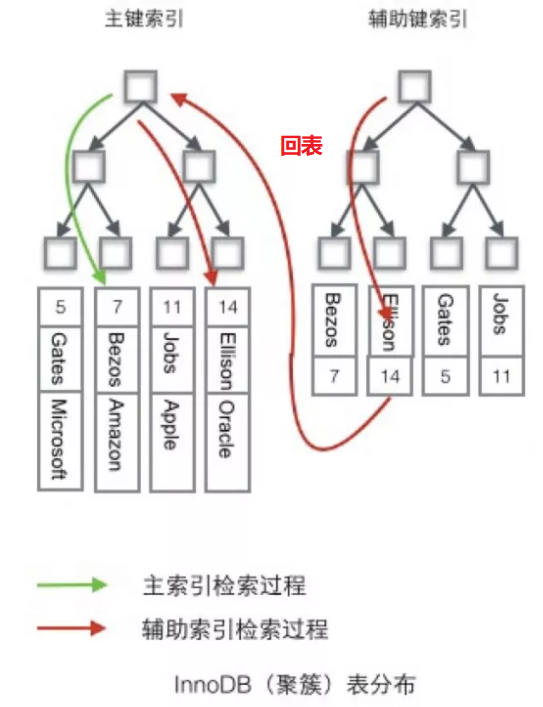 主键索引
辅助键索引
回表
5
Gates
Microsoft
7
Bezos
Amazon
11
Jobs
Apple
14
Ellison
Oracle
Bezos
7
Ellison
14
Gates
5
Jobs
11
主索引检索过程
辅助索引检索过程
InnoDB（聚簇）表分布